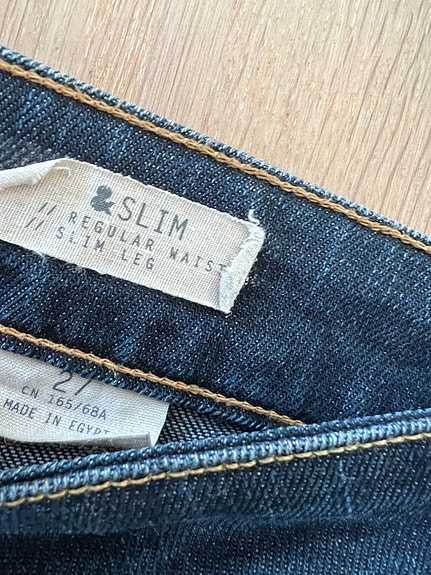 &SLIM
// REGULAR WAIST
// SLIM LEG
27
CN 165/68A
MADE IN EGYPT